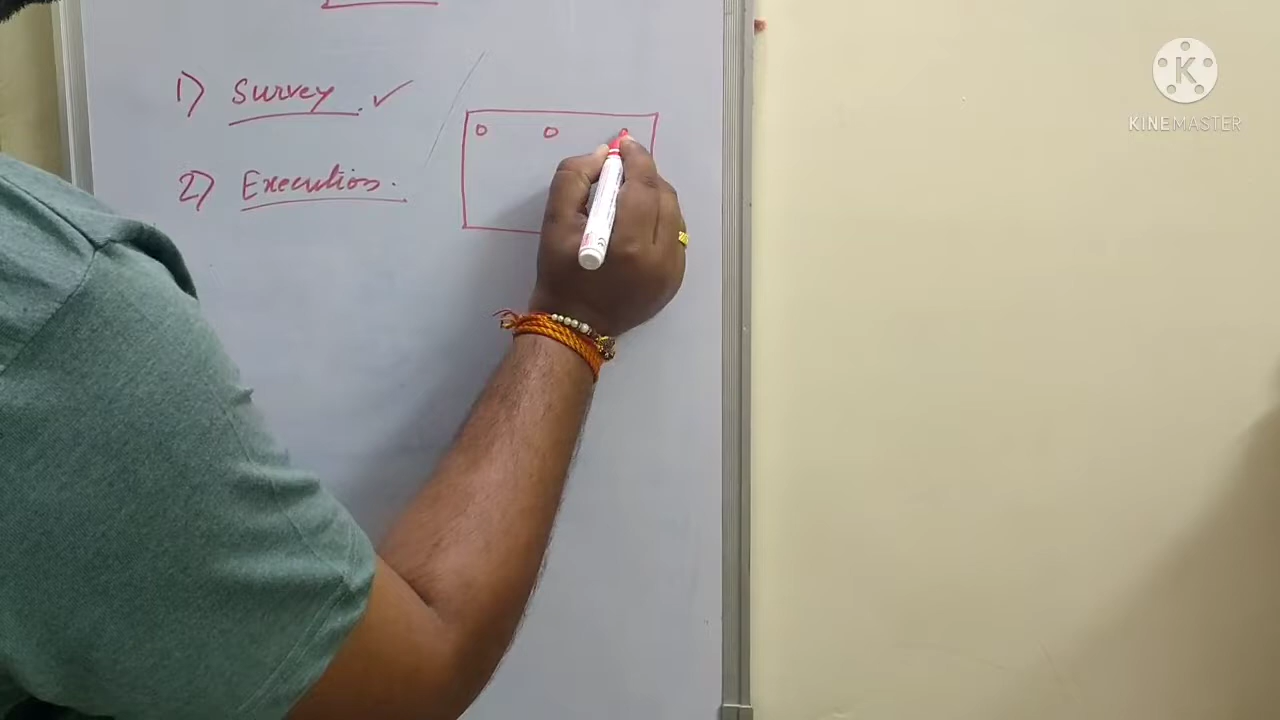 1) Survey. ✓
2) Execution.
K
KINEMASTER